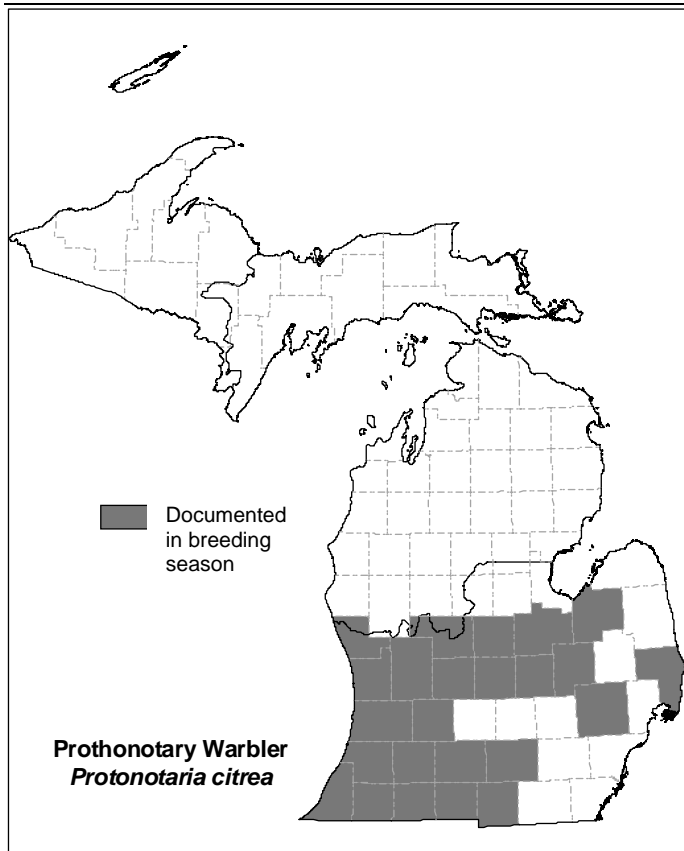 Documented
in breeding
season
Prothonotary Warbler
Protonotaria citrea